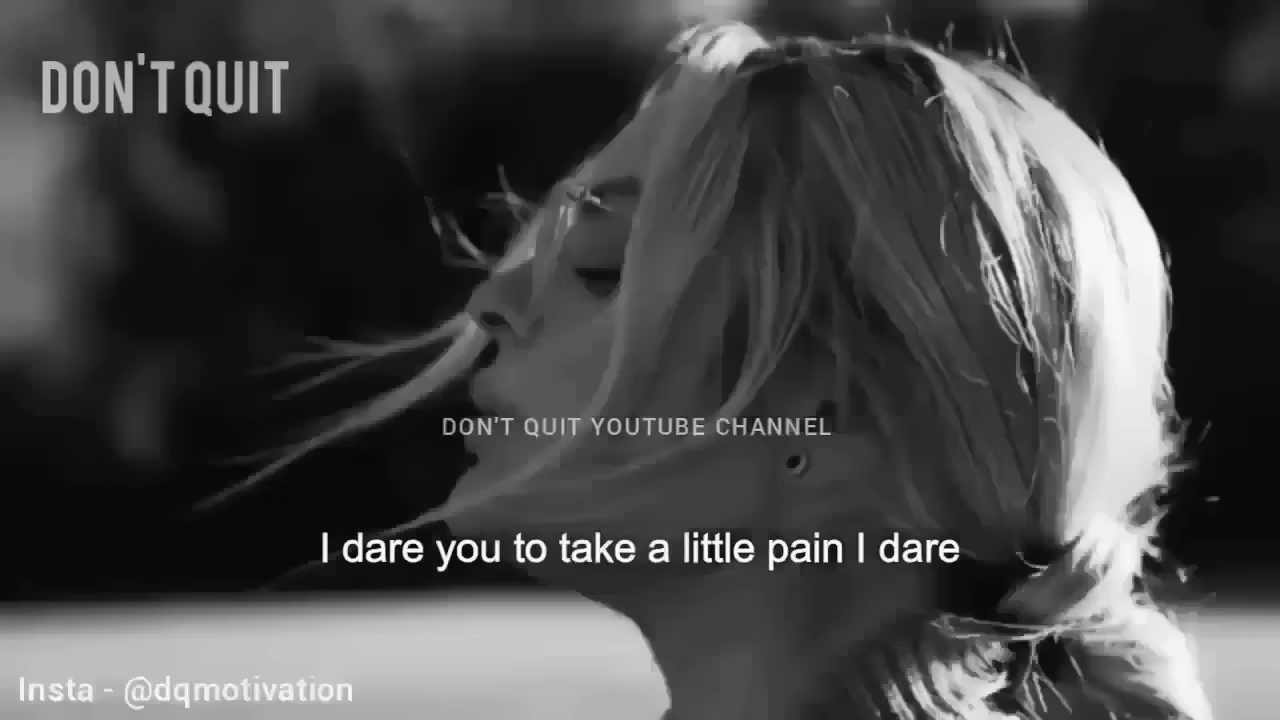 DON'T QUIT
DON'T QUIT YOUTUBE CHANNEL
I dare you to take a little pain I dare
Insta - @dqmotivation